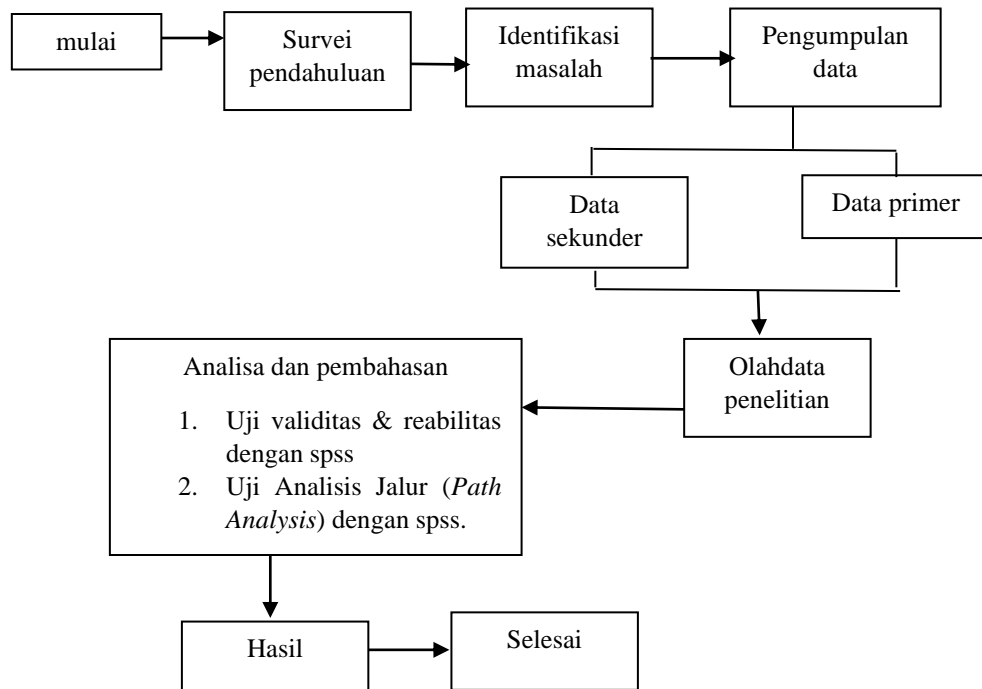 mulai
Survei
pendahuluan
Identifikasi
masalah
Pengumpulan
data
Data
sekunder
Data primer
Olahdata
penelitian
Analisa dan pembahasan
1. Uji validitas & reabilitas
dengan spss
2. Uji Analisis Jalur (Path
Analysis) dengan spss.
Hasil
Selesai